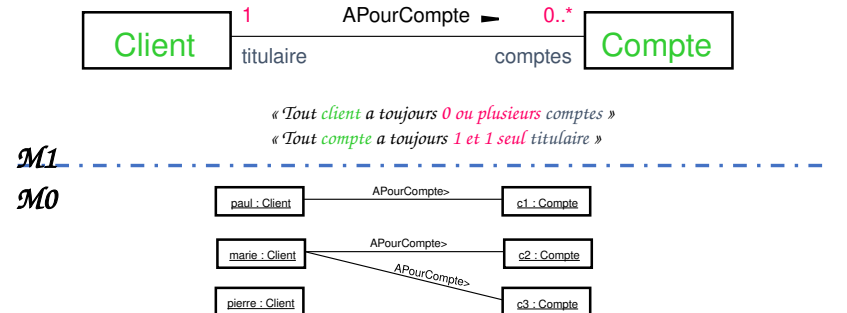 1 APourCompte 0..*
Client Compte
titulaire comptes
« Tout client a toujours 0 ou plusieurs comptes »
« Tout compte a toujours 1 et 1 seul titulaire »
M1
M0
paul : Client APourCompte> c1 : Compte
marie : Client APourCompte> c2 : Compte
APourCompte>
pierre : Client c3 : Compte